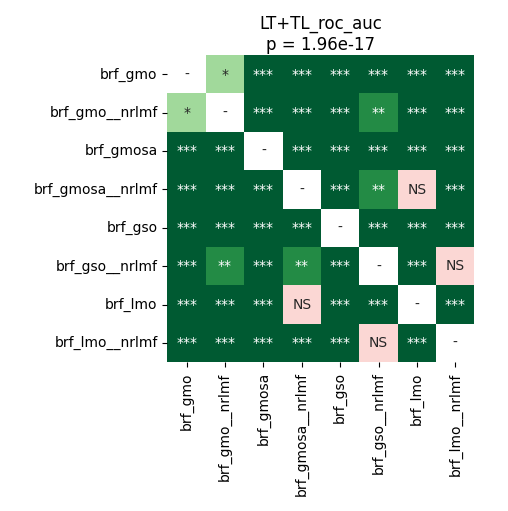 LT+TL_roc_auc
p = 1.96e-17
brf_gmo - * *** *** *** *** *** ***
brf_gmo__nrlmf * - *** *** *** ** *** ***
brf_gmosa *** *** - *** *** *** *** ***
brf_gmosa__nrlmf *** *** *** - *** ** NS ***
brf_gso *** *** *** *** - *** *** ***
brf_gso__nrlmf *** ** *** ** *** - *** NS
brf_lmo *** *** *** NS *** *** - ***
brf_lmo__nrlmf *** *** *** *** *** NS *** -
brf_gmo
brf_gmo__nrlmf
brf_gmosa
brf_gmosa__nrlmf
brf_gso
brf_gso__nrlmf
brf_lmo
brf_lmo__nrlmf